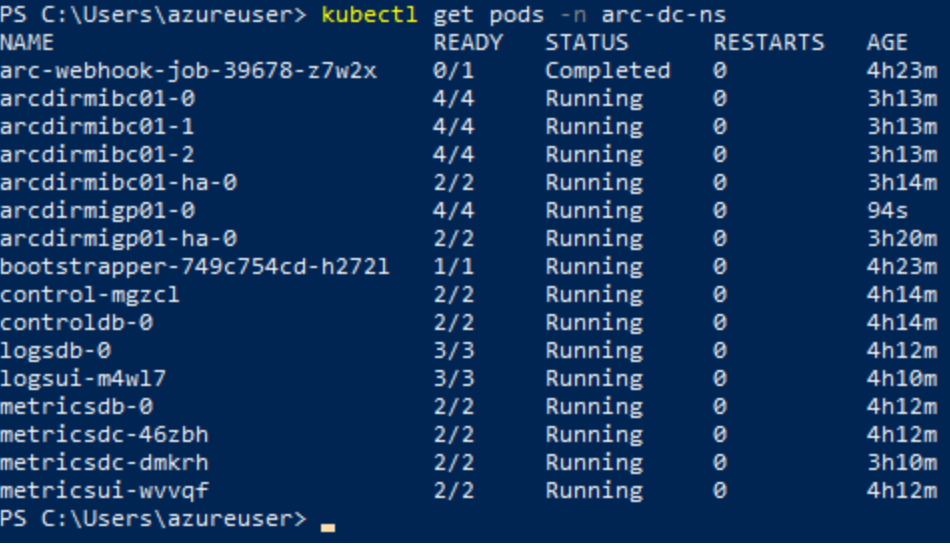 PS C:\Users\azureuser> kubectl get pods -n arc-dc-ns
NAME READY STATUS RESTARTS AGE
arc-webhook-job-39678-z7w2x 0/1 Completed 0 4h23m
arcdirmibc01-0 4/4 Running 0 3h13m
arcdirmibc01-1 4/4 Running 0 3h13m
arcdirmibc01-2 4/4 Running 0 3h13m
arcdirmibc01-ha-0 2/2 Running 0 3h14m
arcdirmigp01-0 4/4 Running 0 94s
arcdirmigp01-ha-0 2/2 Running 0 3h20m
bootstrapper-749c754cd-h272l 1/1 Running 0 4h23m
control-mgzcl 2/2 Running 0 4h14m
controldb-0 2/2 Running 0 4h14m
logsdb-0 3/3 Running 0 4h12m
logsui-m4wl7 3/3 Running 0 4h10m
metricsdb-0 2/2 Running 0 4h12m
metricsdc-46zbh 2/2 Running 0 4h12m
metricsdc-dmkrh 2/2 Running 0 3h10m
metricsui-wvvqf 2/2 Running 0 4h12m
PS C:\Users\azureuser>